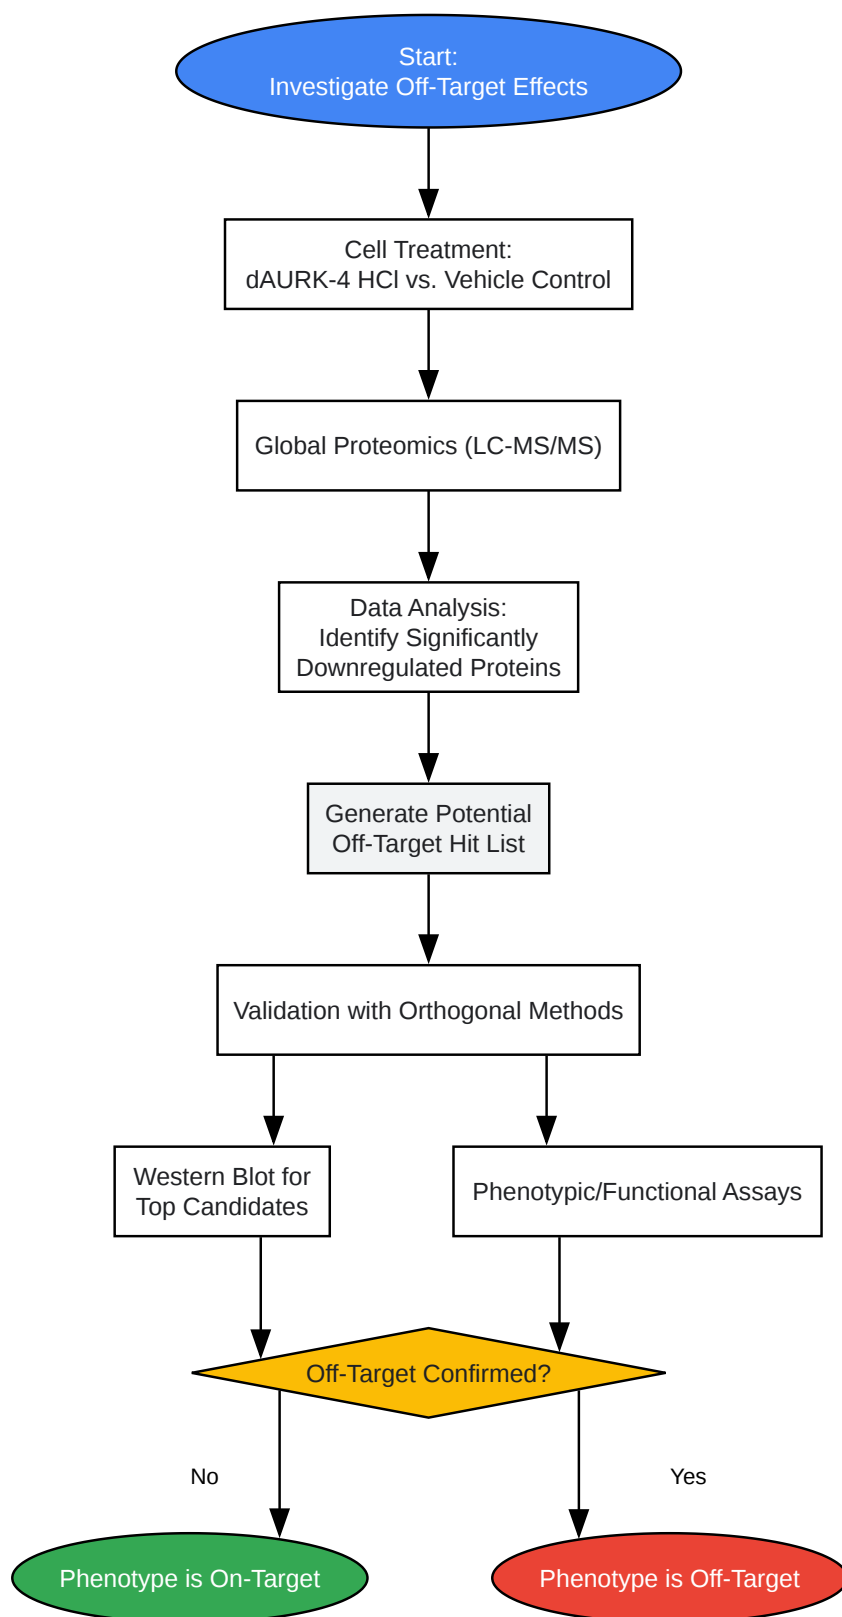 Start:
Investigate Off-Target Effects
Cell Treatment:
dAURK-4 HCl vs. Vehicle Control
Global Proteomics (LC-MS/MS)
Data Analysis:
Identify Significantly
Downregulated Proteins
Generate Potential
Off-Target Hit List
Validation with Orthogonal Methods
Western Blot for
Top Candidates
Phenotypic/Functional Assays
Off-Target Confirmed?
No
Yes
Phenotype is On-Target
Phenotype is Off-Target